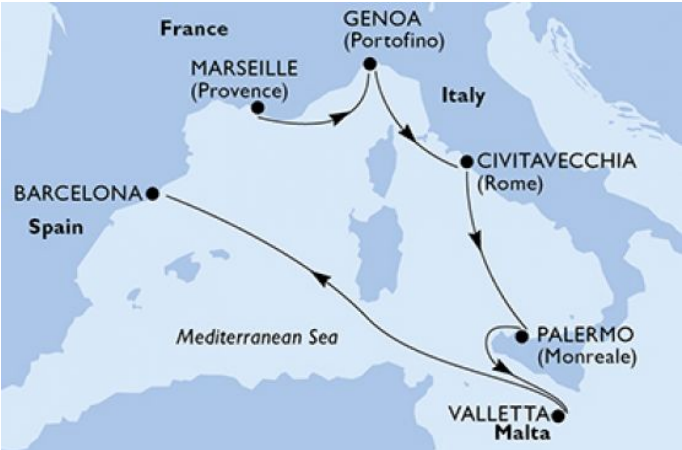 GENOA
(Portofino)
France
MARSEILLE
(Provence)
Italy
CIVITAVECCHIA
(Rome)
BARCELONA
Spain
Mediterranean Sea
PALERMO
(Monreale)
VALLETTA
Malta